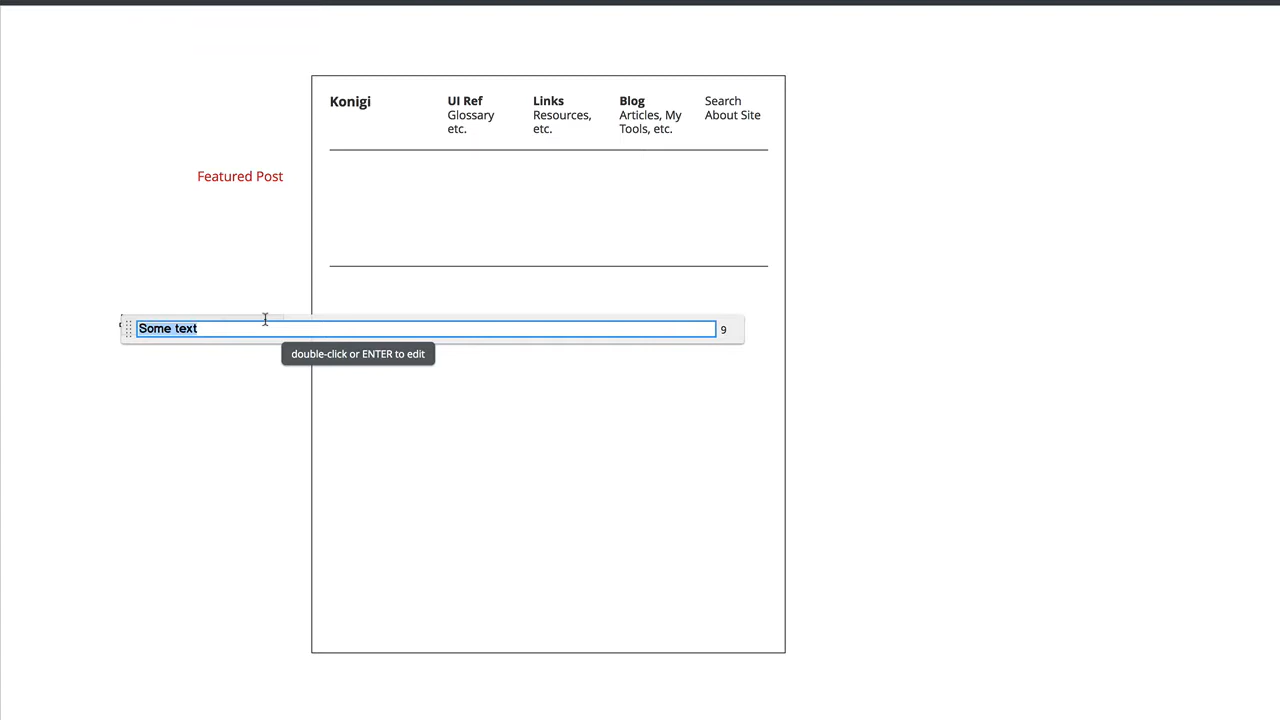 Konigi
UI Ref
Glossary
etc.
Links
Resources,
etc.
Blog
Articles, My
Tools, etc.
Search
About Site
Featured Post
Some text
9
double-click or ENTER to edit